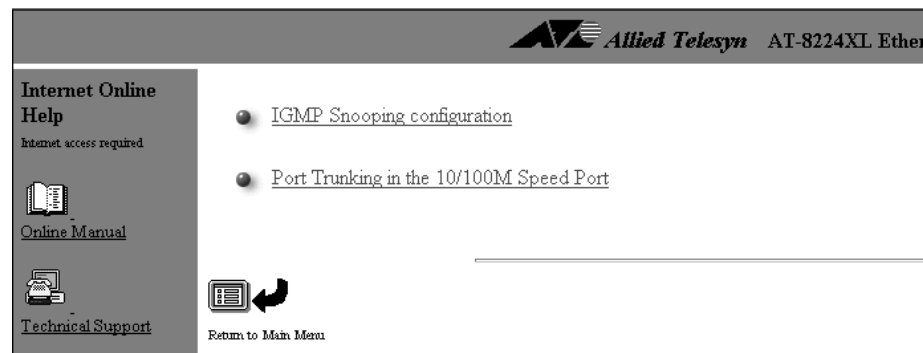 Allied Telesyn AT-8224XL Ether
Internet Online
Help
Internet access required
IGMP Snooping configuration
Port Trunking in the 10/100M Speed Port
Online Manual
Technical Support
Return to Main Menu